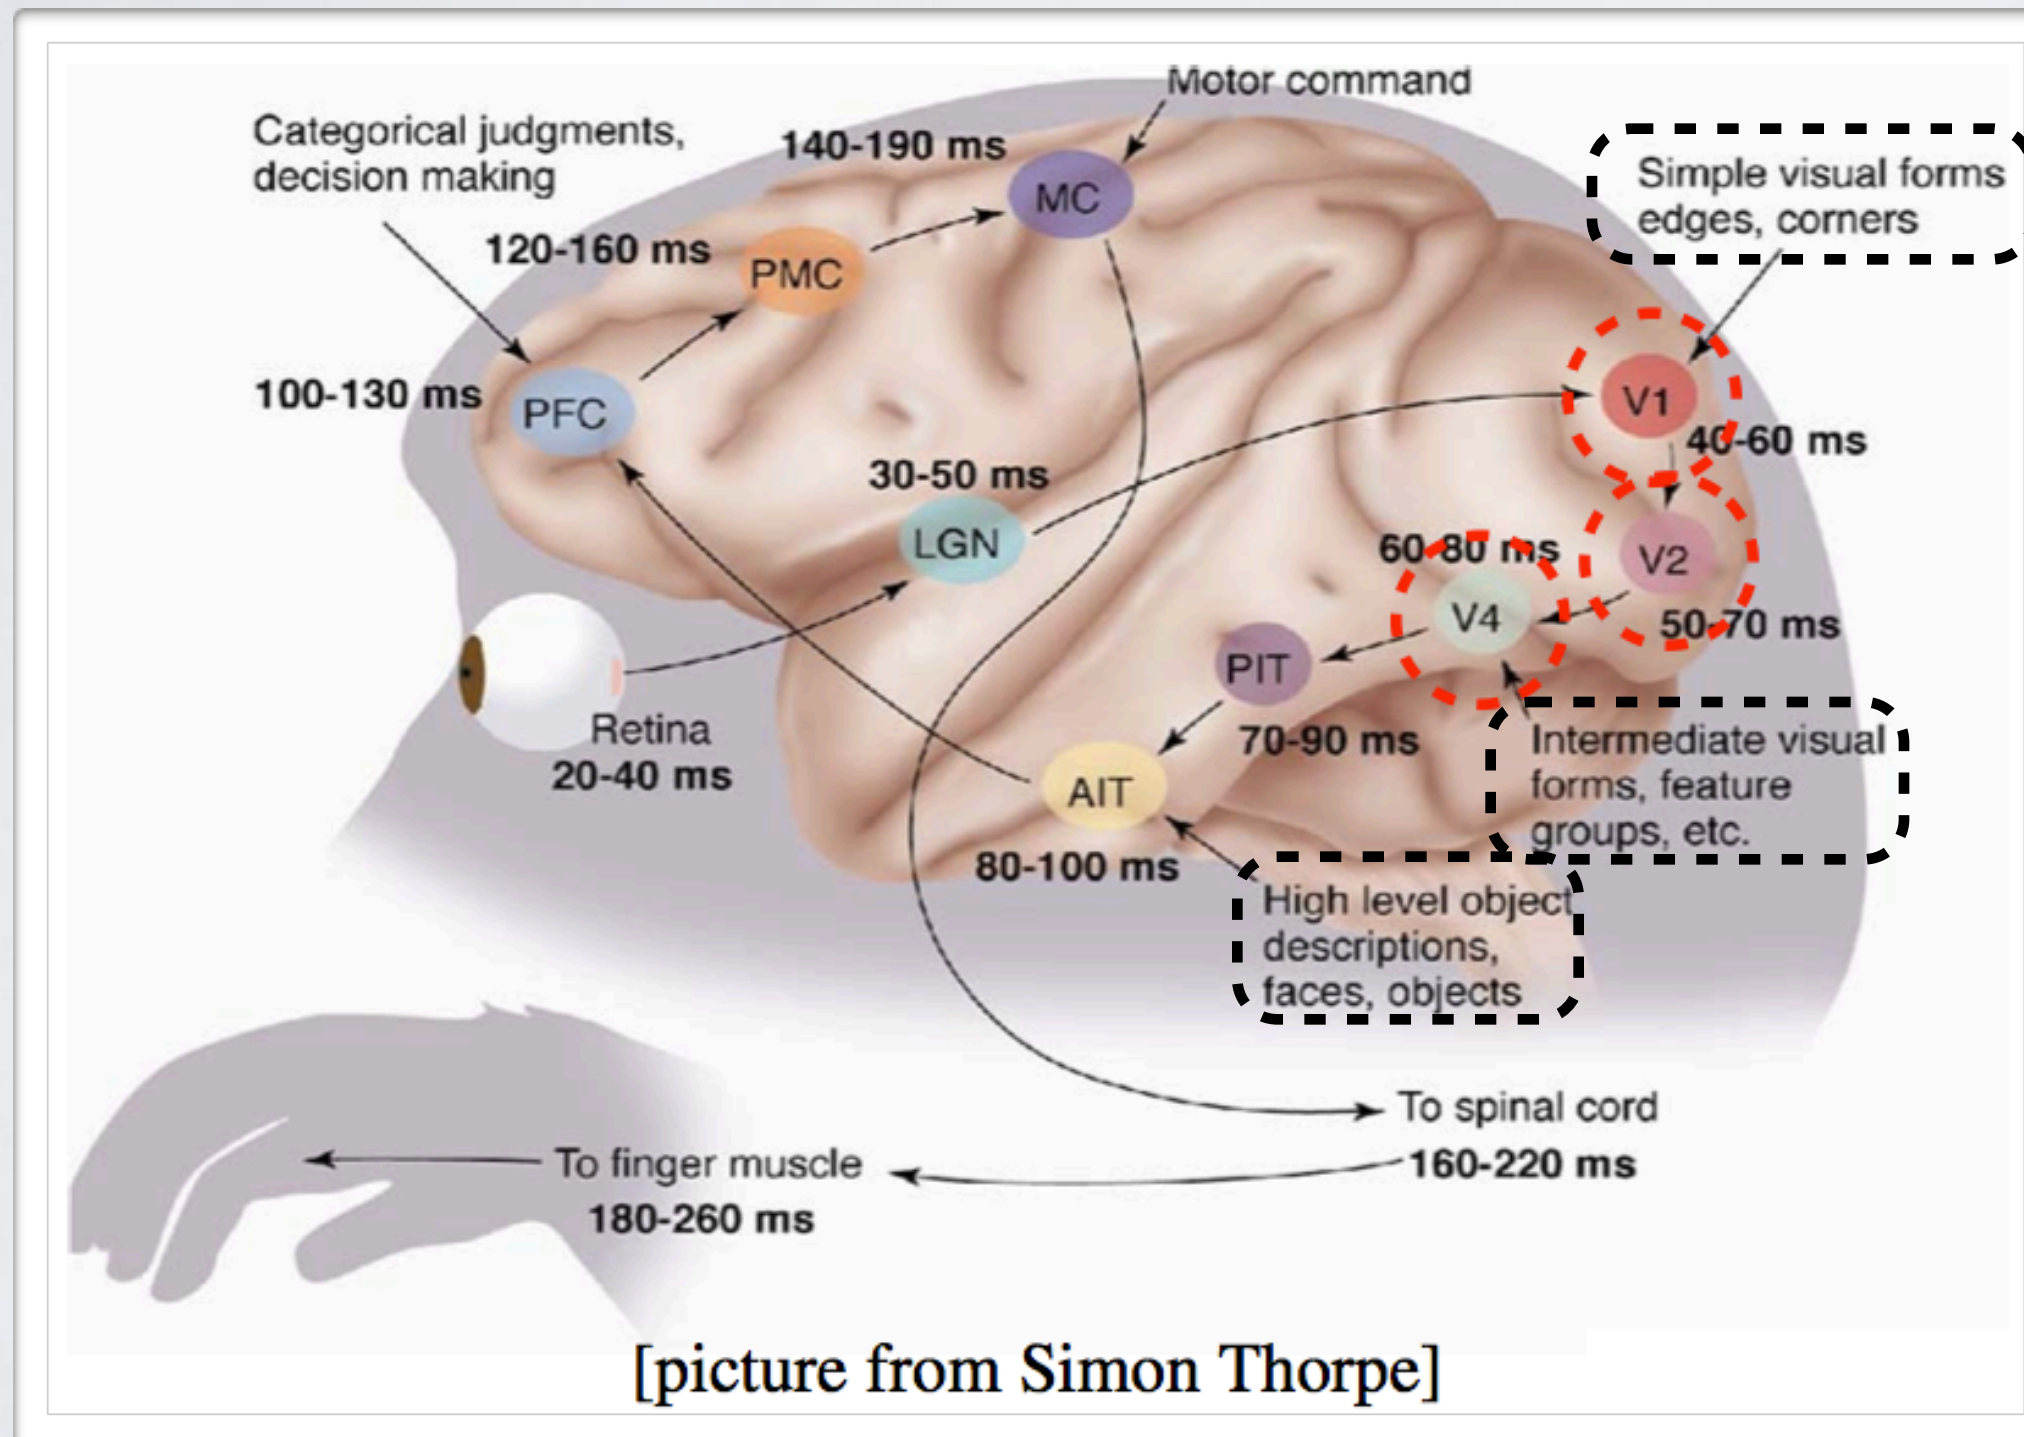 Motor command
Categorical judgments,
decision making
140-190 ms
MC
Simple visual forms
edges, corners
120-160 ms
PMC
100-130 ms
PFC
V1
40-60 ms
30-50 ms
LGN
60-80 ms
V2
50-70 ms
V4
PIT
70-90 ms
Retina
20-40 ms
Intermediate visual
forms, feature
groups, etc.
AIT
80-100 ms
High level object
descriptions,
faces, objects
To spinal cord
160-220 ms
To finger muscle
180-260 ms
[picture from Simon Thorpe]